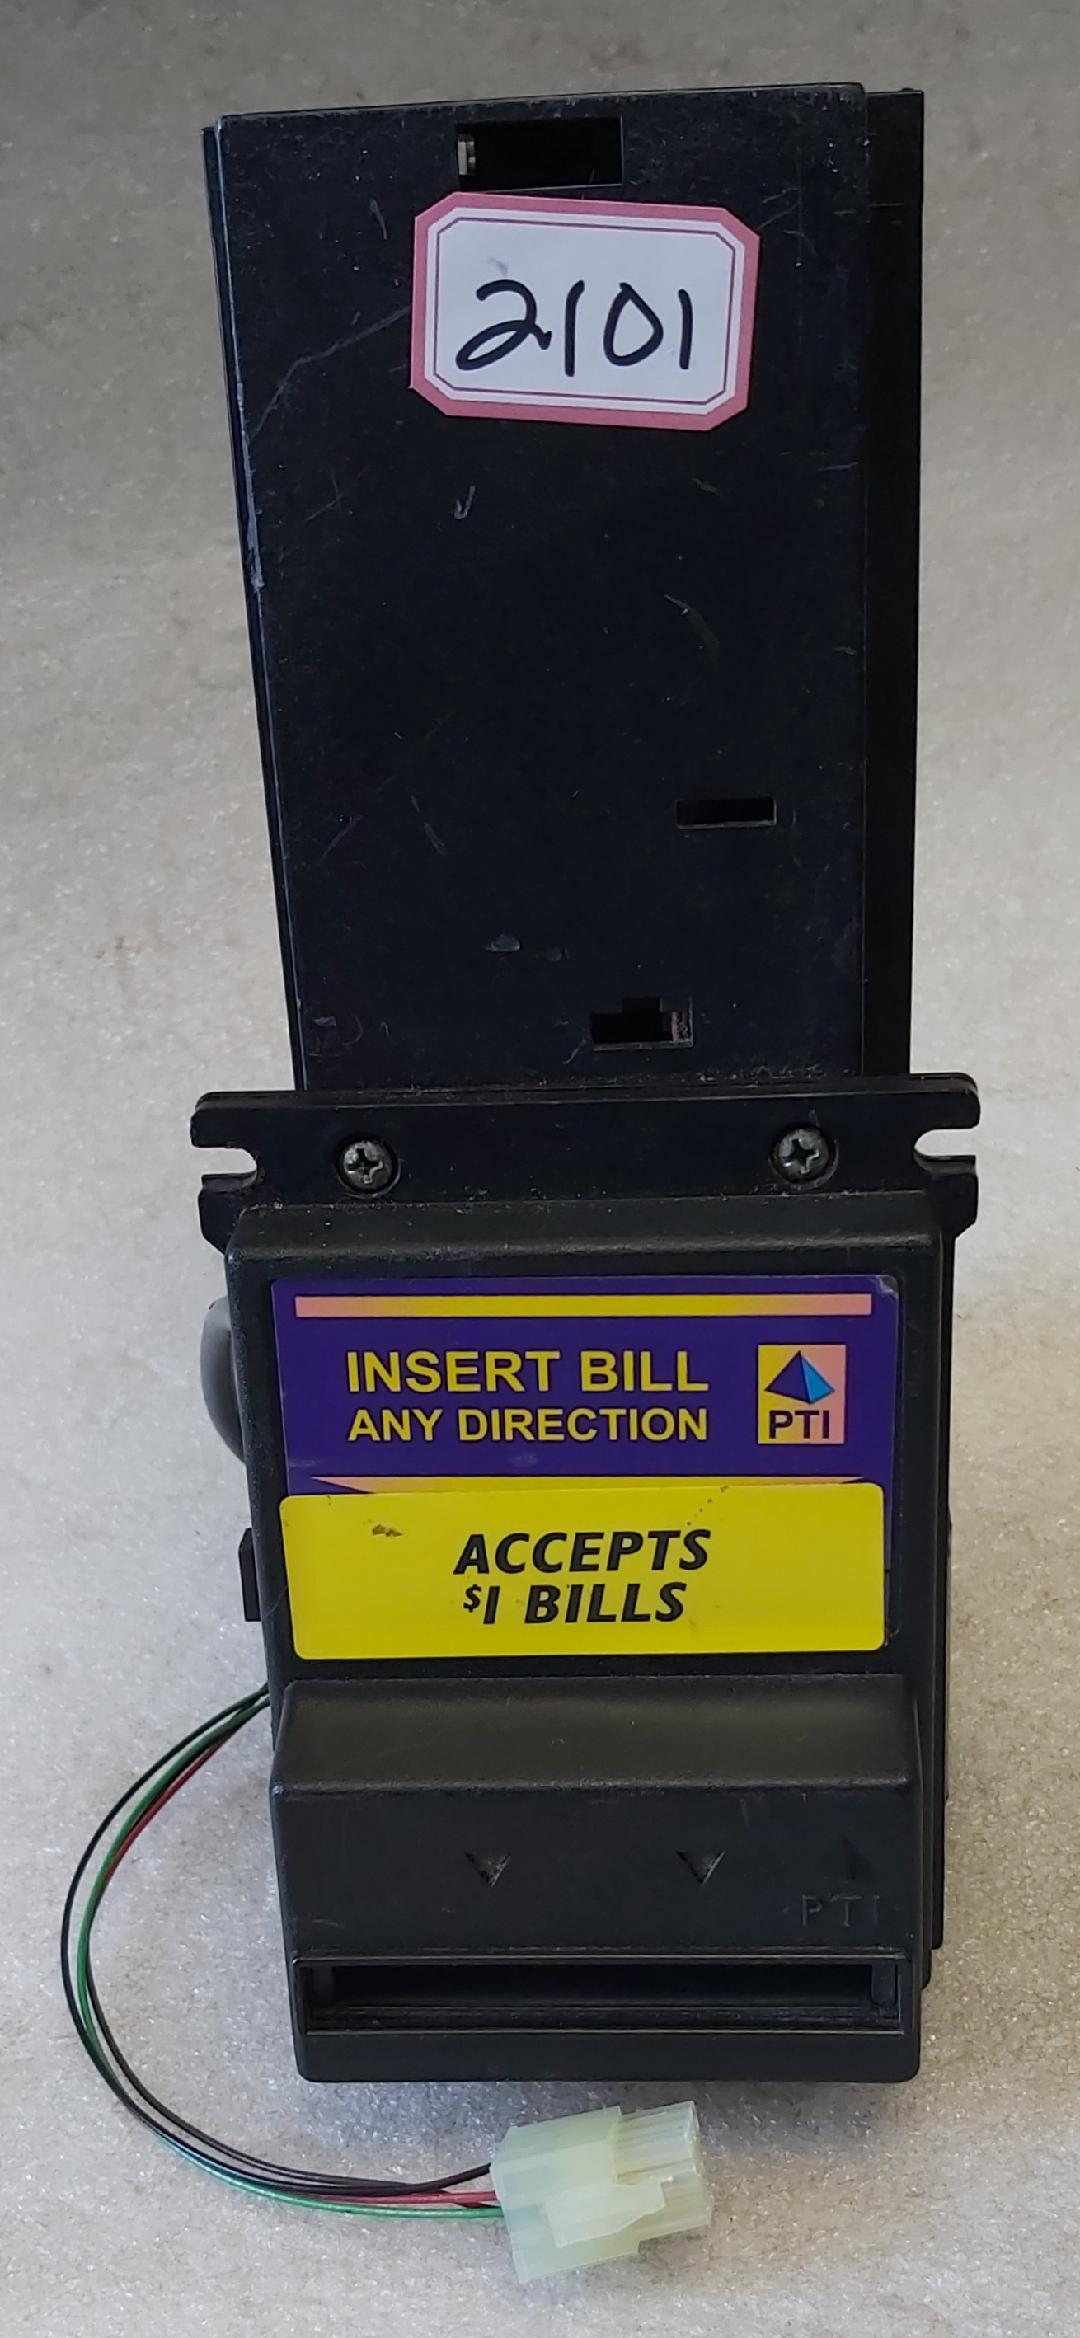 2101
INSERT BILL
ANY DIRECTION
PTI
ACCEPTS
$1 BILLS
PTI